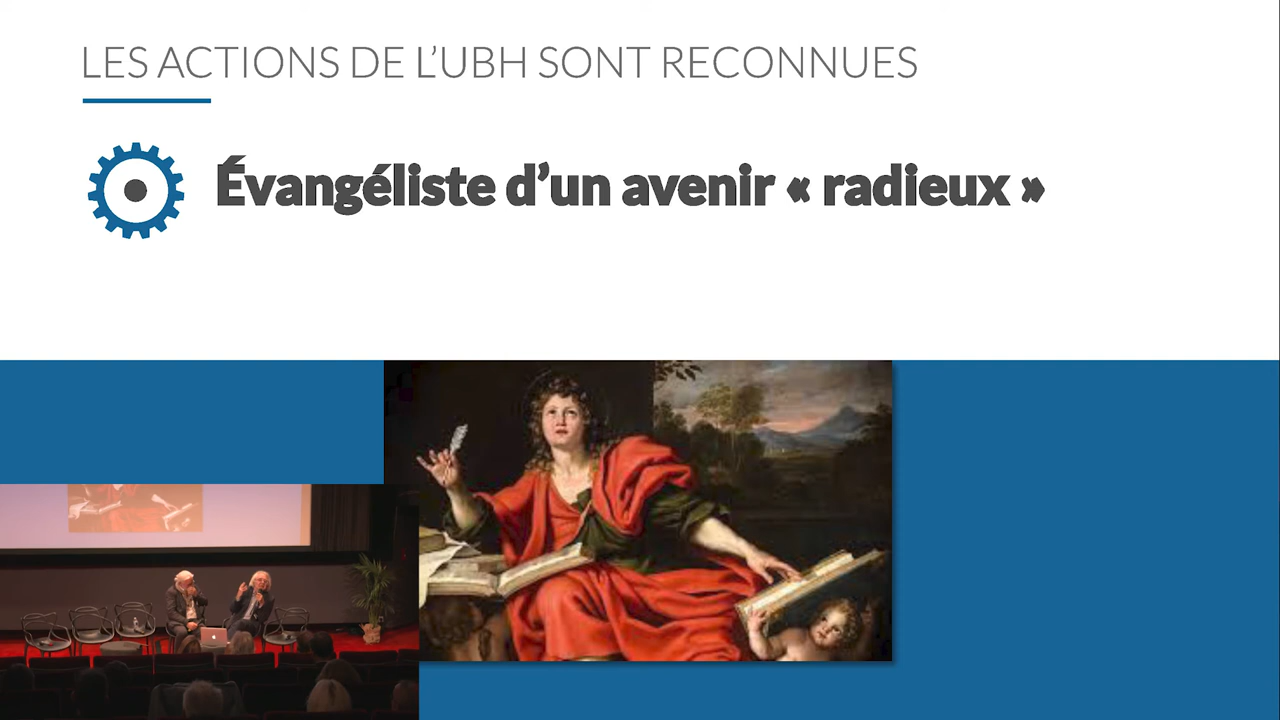 LES ACTIONS DE L’UBH SONT RECONNUES
Évangéliste d’un avenir « radieux »